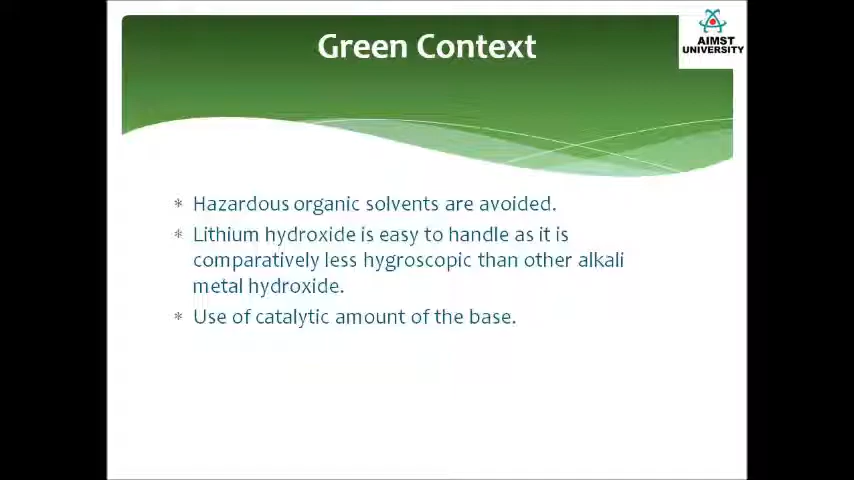 Green Context
AIMST
UNIVERSITY
* Hazardous organic solvents are avoided.
* Lithium hydroxide is easy to handle as it is
comparatively less hygroscopic than other alkali
metal hydroxide.
* Use of catalytic amount of the base.